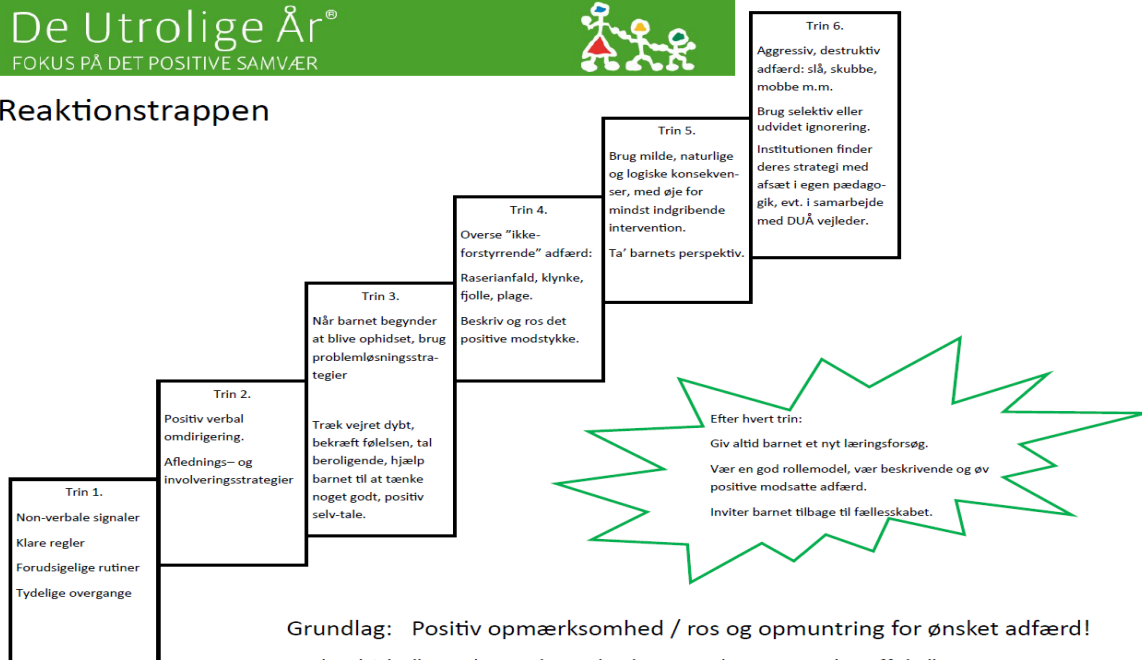 De Utrolige År®
FOKUS PÅ DET POSITIVE SAMVÆR
Reaktionstrappen
Trin 1.
Non-verbale signaler
Klare regler
Forudsigelige rutiner
Tydelige overgange
Trin 2.
Positiv verbal
omdirigering.
Aflednings– og
involveringsstrategier
Trin 3.
Når barnet begynder
at blive ophidset, brug
problemløsningsstra-
tegier
Træk vejret dybt,
bekræft følelsen, tal
beroligende, hjælp
barnet til at tænke
noget godt, positiv
selv-tale.
Trin 4.
Overse ”ikke-
forstyrrende” adfærd:
Raserianfald, klynke,
fjolle, plage.
Beskriv og ros det
positive modstykke.
Trin 5.
Brug milde, naturlige
og logiske konsekven-
ser, med øje for
mindst indgribende
intervention.
Ta’ barnets perspektiv.
Trin 6.
Aggressiv, destruktiv
adfærd: slå, skubbe,
mobbe m.m.
Brug selektiv eller
udvidet ignorering.
Institutionen finder
deres strategi med
afsæt i egen pædago-
gik, evt. i samarbejde
med DUÅ vejleder.
Efter hvert trin:
Giv altid barnet et nyt læringsforsøg.
Vær en god rollemodel, vær beskrivende og øv
positive modsatte adfærd.
Inviter barnet tilbage til fællesskabet.
Grundlag: Positiv opmærksomhed / ros og opmuntring for ønsket adfærd!